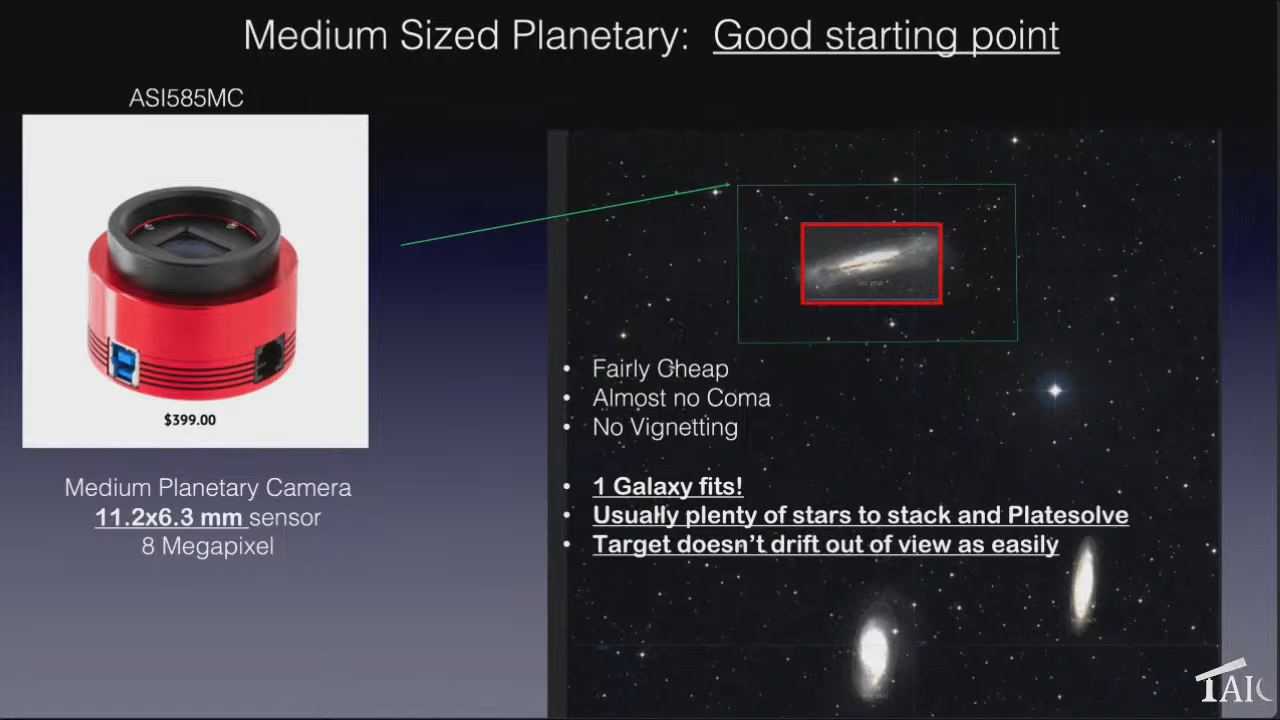 Medium Sized Planetary: Good starting point
ASI585MC
$399.00
Medium Planetary Camera
11.2x6.3 mm sensor
8 Megapixel
• Fairly Cheap
• Almost no Coma
• No Vignetting
• 1 Galaxy fits!
• Usually plenty of stars to stack and Platesolve
• Target doesn't drift out of view as easily
TAIC